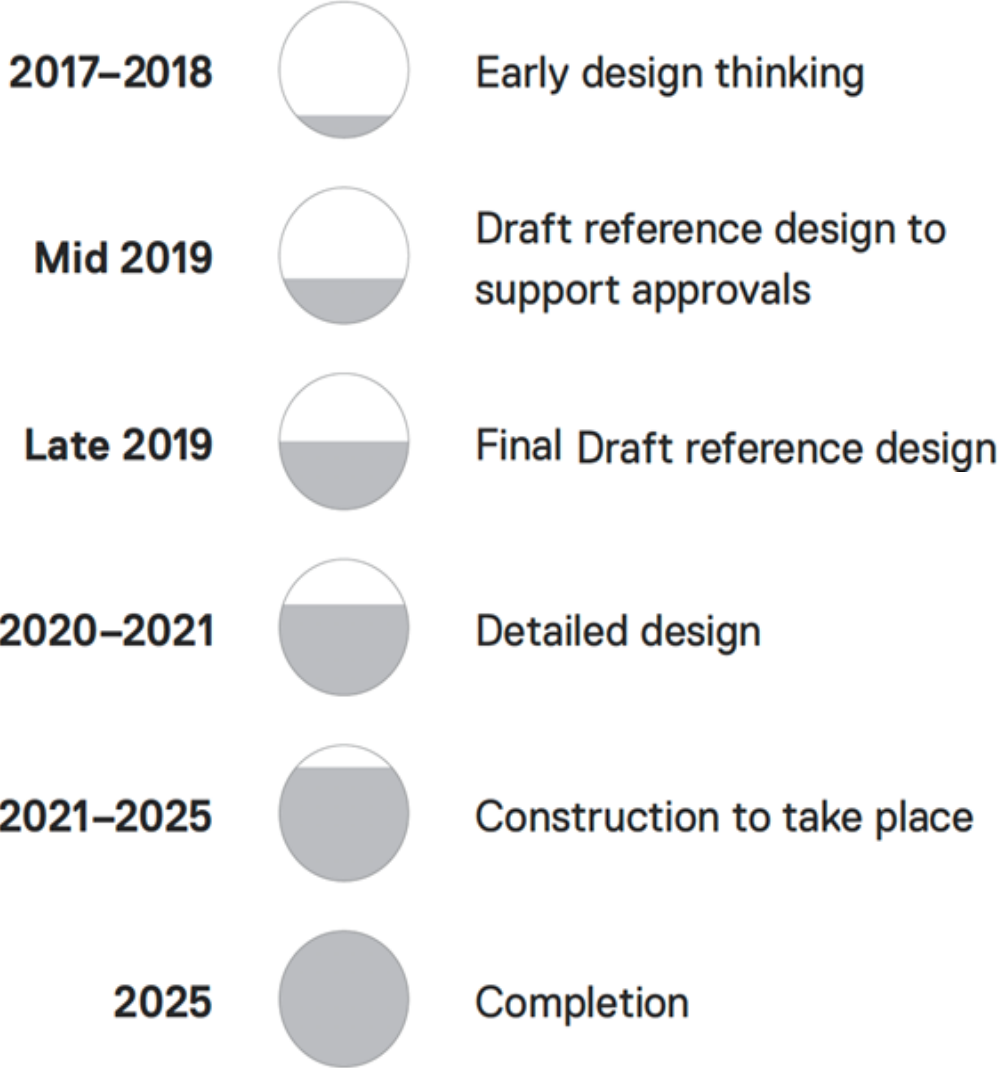 2017–2018 Early design thinking
Mid 2019 Draft reference design to
support approvals
Late 2019 Final Draft reference design
2020–2021 Detailed design
2021–2025 Construction to take place
2025 Completion